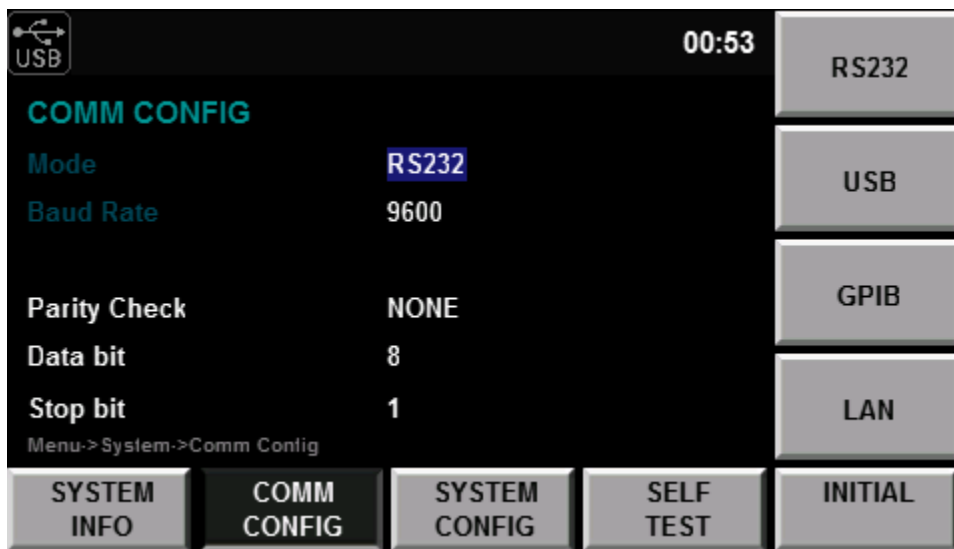 USB
00:53
COMM CONFIG
Mode RS232
Baud Rate 9600
Parity Check NONE
Data bit 8
Stop bit 1
Menu->System->Comm Config
RS232
USB
GPIB
LAN
SYSTEM INFO
COMM CONFIG
SYSTEM CONFIG
SELF TEST
INITIAL